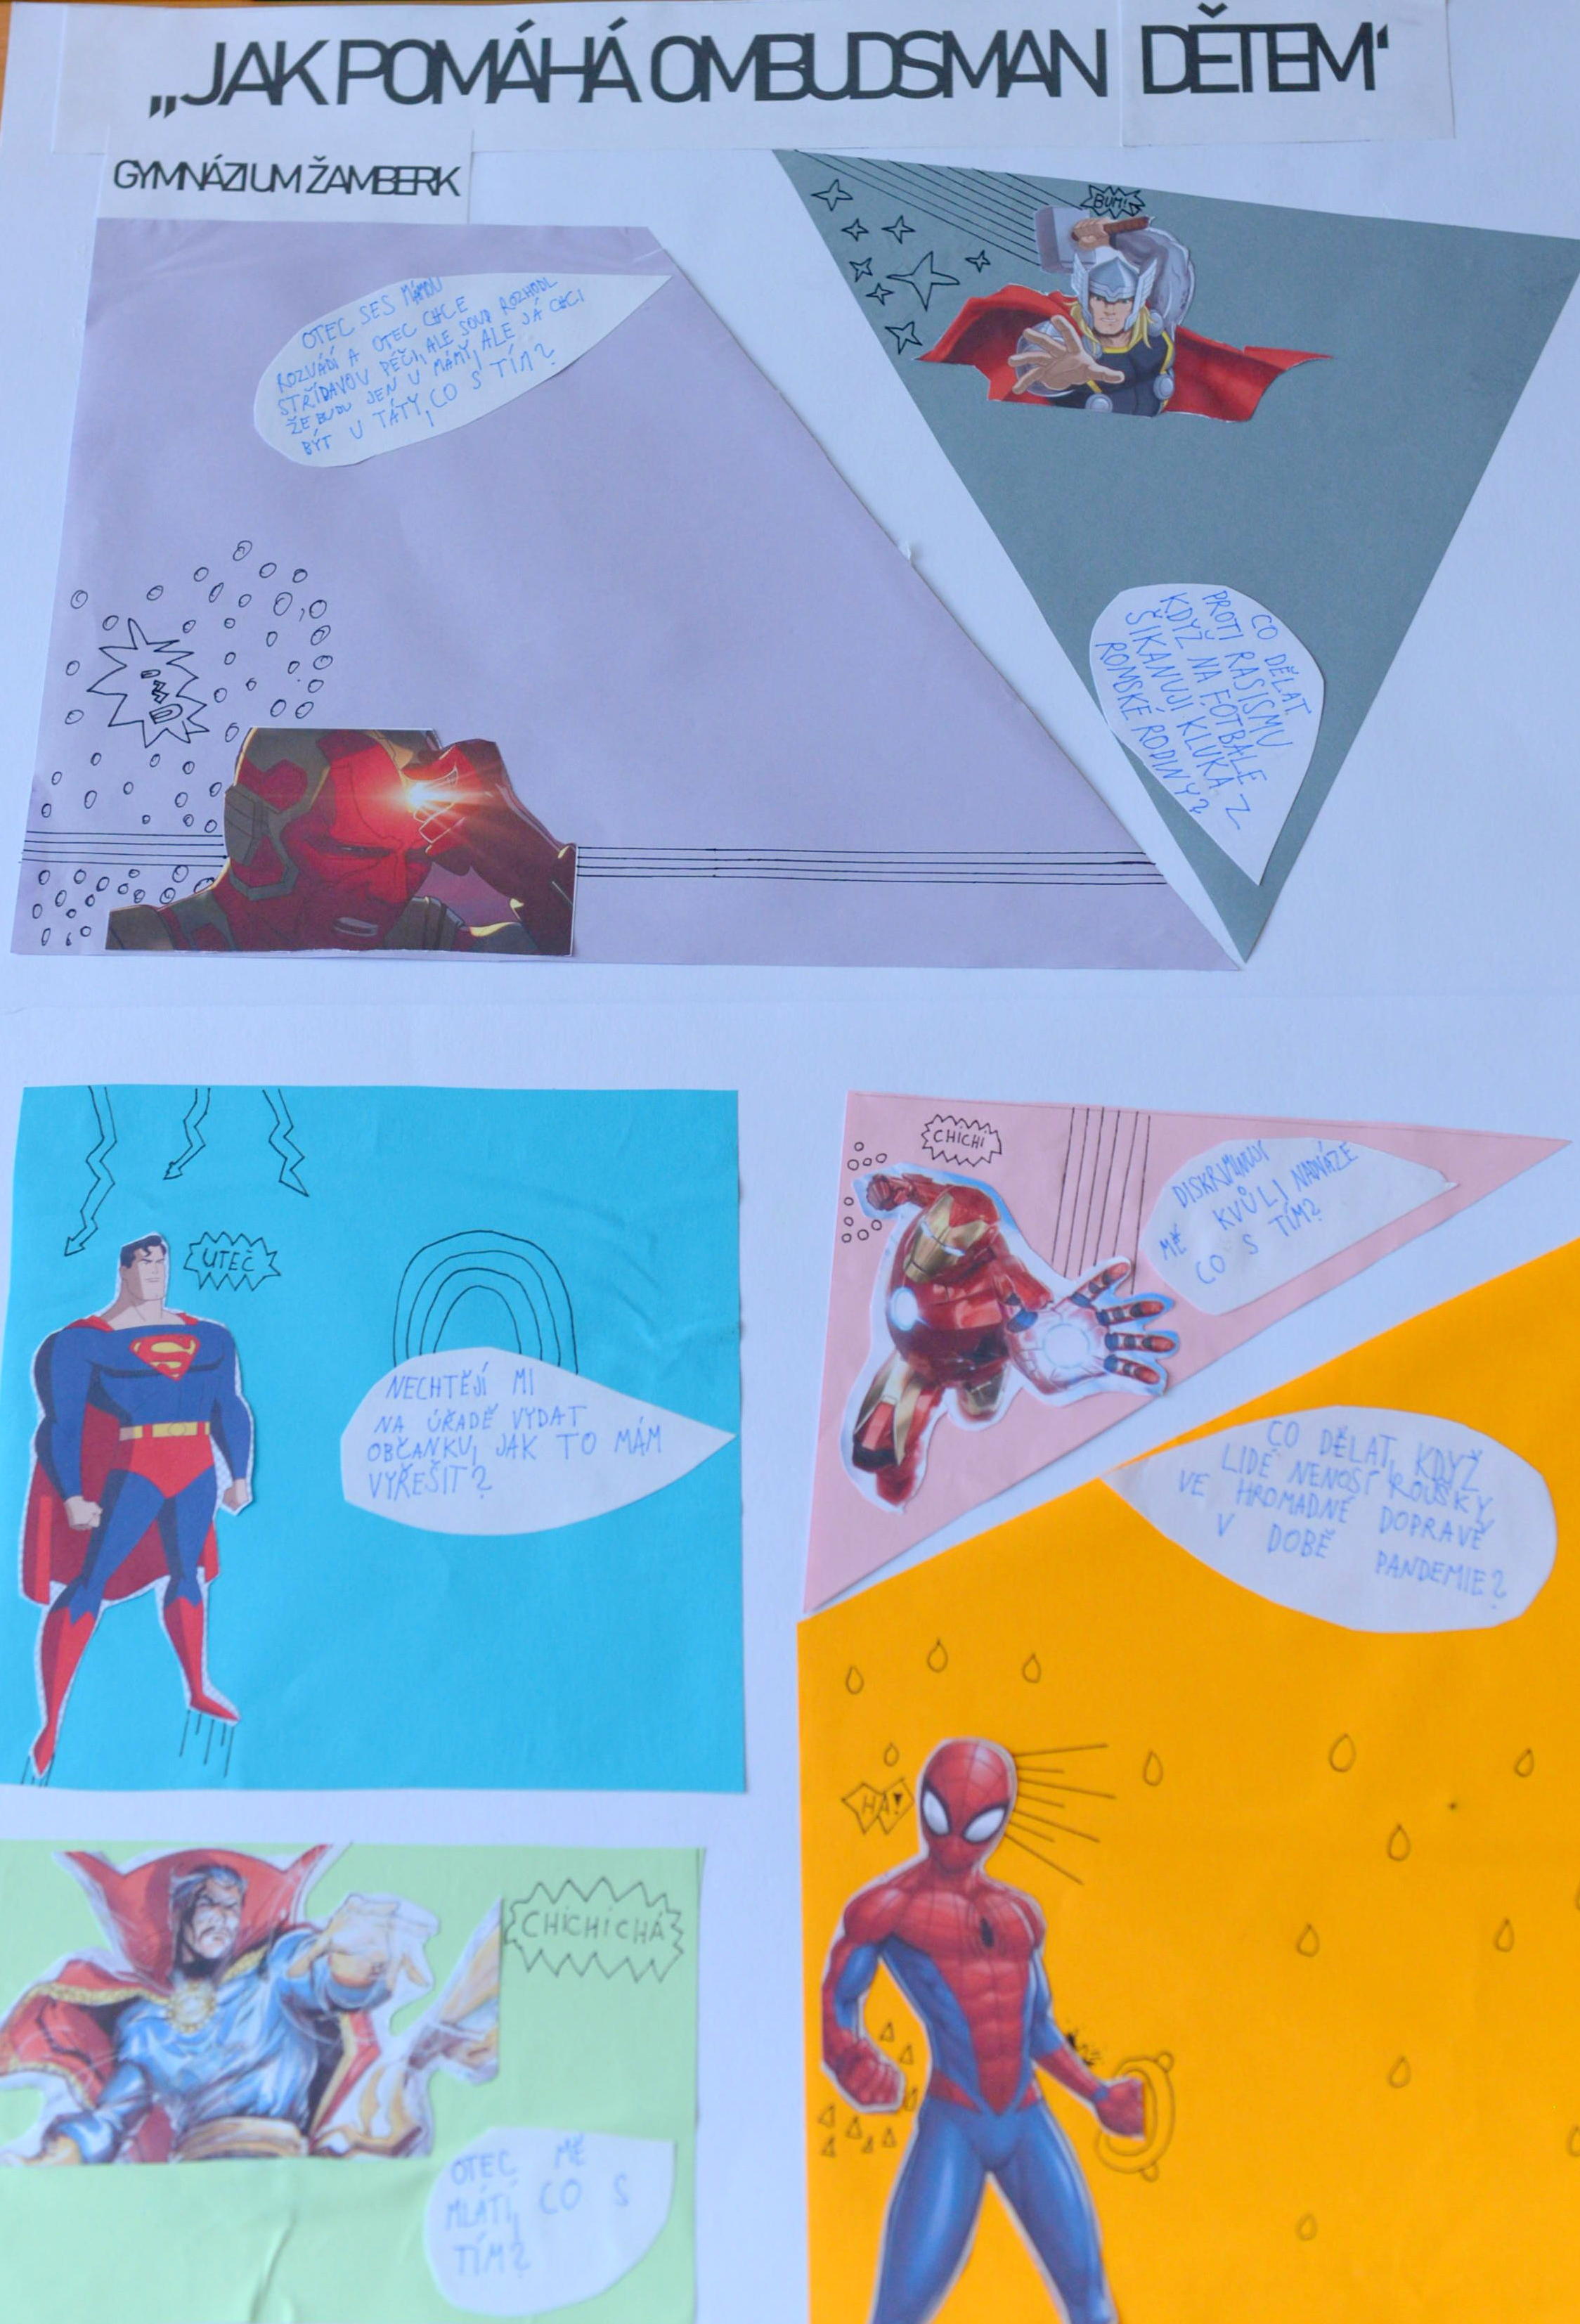 „JAK POMÁHÁ OMBUDSMAN DĚTEM“
GYMNÁZIUM ŽAMBERK
OTEC SES MÁMOU
ROZVÁDÍ A OTEC CHCE
STŘÍDAVOU PÉČI, ALE SOUD ROZHODL
ŽE BUDU JEN U MÁMY, ALE JÁ CHCI
BÝT U TÁTY, CO S TÍM?
BUM!
CO DĚLAT
PROTI RASISMU
KDYŽ NA FOTBALE
ŠIKANUJÍ KLUKA Z
ROMSKÉ RODINY?
UTEČ
NECHTĚJÍ MI
NA ÚŘADĚ VYDAT
OBČANKU, JAK TO MÁM
VYŘEŠIT?
CHICHI
DISKRIMINUJÍ
MĚ KVŮLI NADVÁZE
CO S TÍM?
CO DĚLAT, KDYŽ
LIDÉ NENOSÍ ROUŠKY
VE HROMADNÉ DOPRAVĚ
V DOBĚ PANDEMIE?
HA!
CHICHICHÁ
OTEC MĚ
MLÁTÍ, CO S
TÍM?